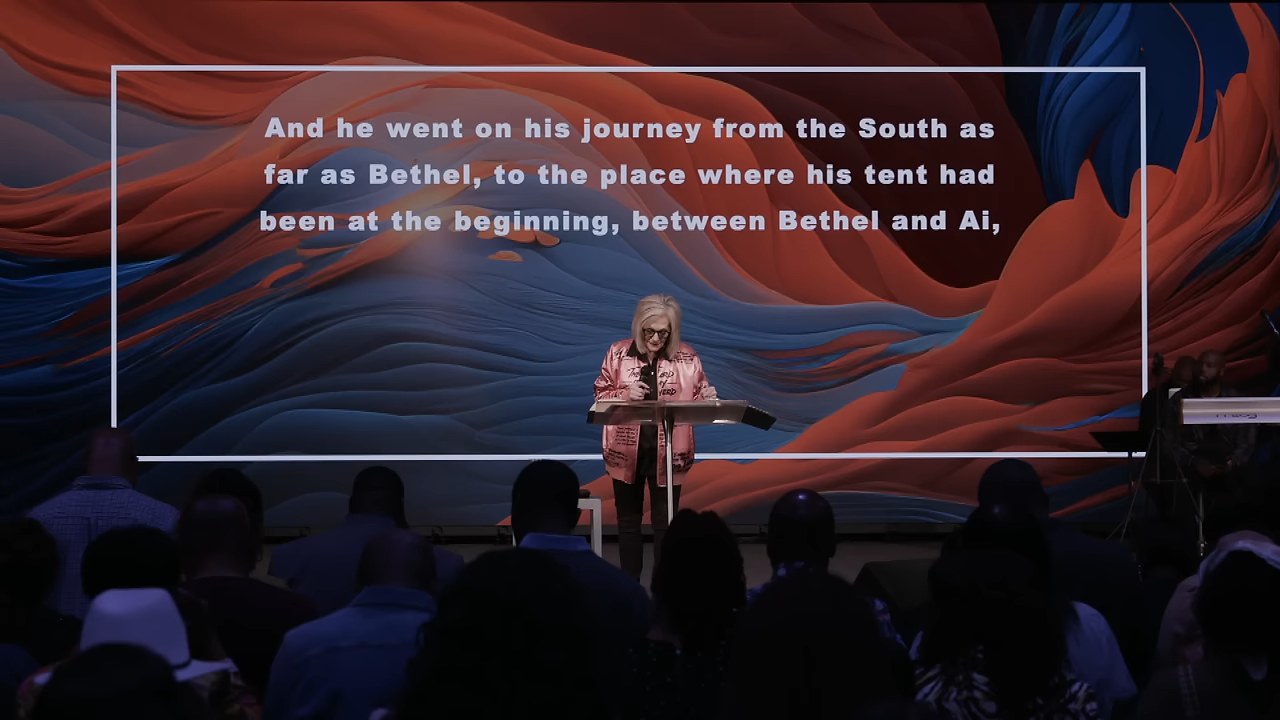 And he went on his journey from the South as
far as Bethel, to the place where his tent had
been at the beginning, between Bethel and Ai,